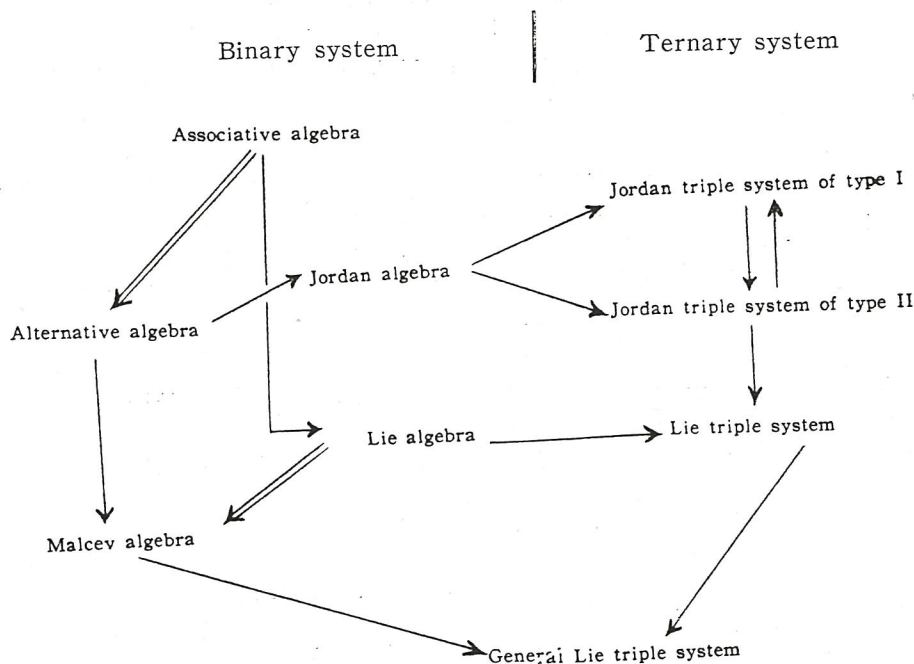 Binary system
Ternary system
Associative algebra
Jordan triple system of type I
Jordan algebra
Jordan triple system of type II
Alternative algebra
Lie algebra
Lie triple system
Malcev algebra
General Lie triple system